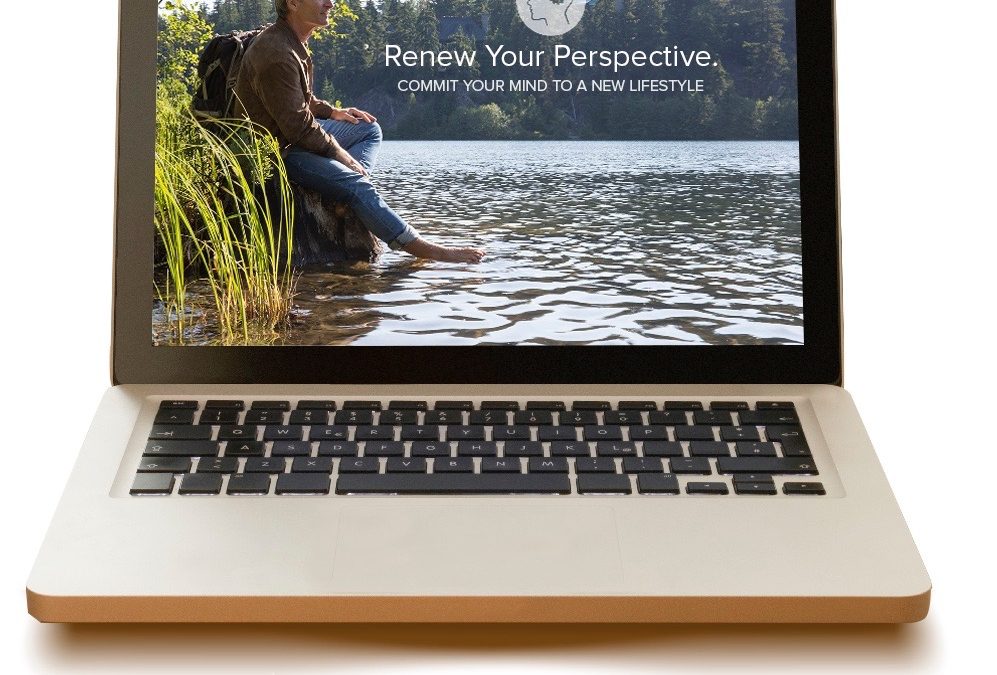 Renew Your Perspective.
COMMIT YOUR MIND TO A NEW LIFESTYLE
Q W E R T Y U I O P
A S D F G H J K L
Z X C V B N M